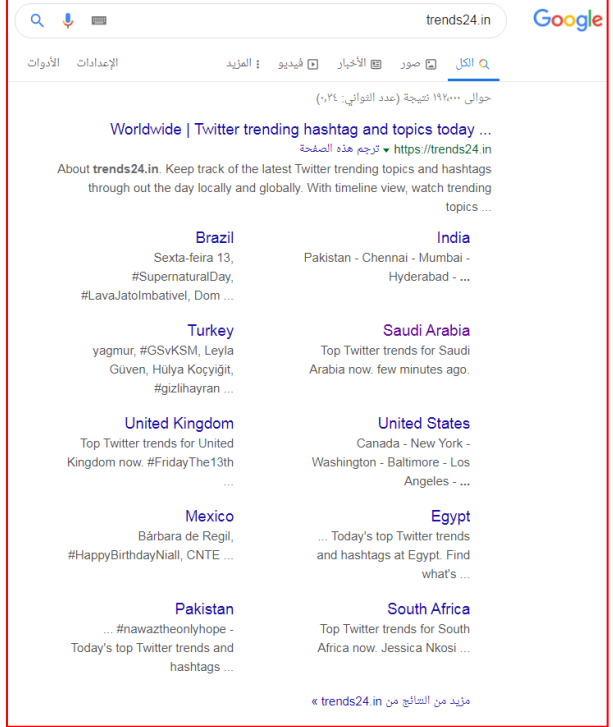 trends24.in
Google
الكل صور الأخبار فيديو المزيد الإعدادات الأدوات
حوالى ١٩٢٬٠٠٠ نتيجة (عدد الثواني: ٠٫٣٤)
Worldwide | Twitter trending hashtag and topics today ...
https://trends24.in ترجم هذه الصفحة
About trends24.in. Keep track of the latest Twitter trending topics and hashtags
through out the day locally and globally. With timeline view, watch trending
topics ...
India
Pakistan - Chennai - Mumbai -
Hyderabad - ...
Brazil
Sexta-feira 13,
#SupernaturalDay,
#LavaJatoImbativel, Dom ...
Saudi Arabia
Top Twitter trends for Saudi
Arabia now. few minutes ago.
Turkey
yagmur, #GSvKSM, Leyla
Güven, Hülya Koçyiğit,
#gizlihayran ...
United States
Canada - New York -
Washington - Baltimore - Los
Angeles - ...
United Kingdom
Top Twitter trends for United
Kingdom now. #FridayThe13th
...
Egypt
... Today's top Twitter trends
and hashtags at Egypt. Find
what's ...
Mexico
Bárbara de Regil,
#HappyBirthdayNiall, CNTE ...
South Africa
Top Twitter trends for South
Africa now. Jessica Nkosi ...
Pakistan
... #nawaztheonlyhope -
Today's top Twitter trends and
hashtags ...
مزيد من النتائج من trends24.in »